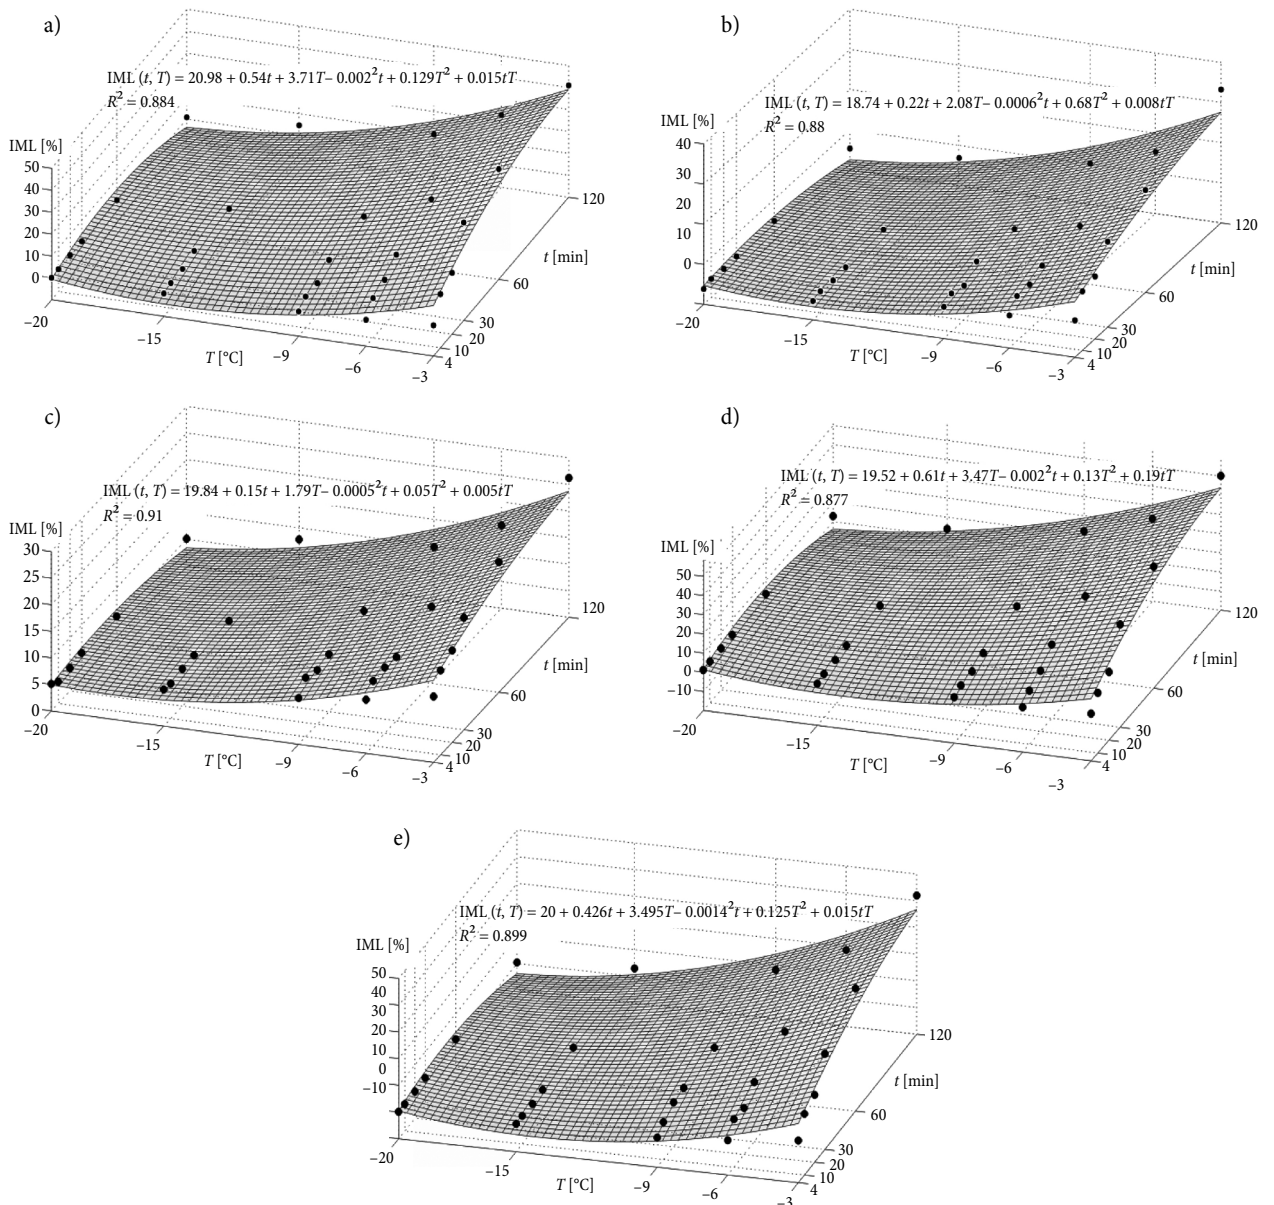 a)
IML (t, T) = 20.98 + 0.54t + 3.71T– 0.002²t + 0.129T² + 0.015tT
R² = 0.884
IML [%]
50
40
30
20
10
0
–20
–15
–9
–6
–3
T [°C]
4
10
20
30
60
120
t [min]
b)
IML (t, T) = 18.74 + 0.22t + 2.08T– 0.0006²t + 0.68T² + 0.008tT
R² = 0.88
IML [%]
40
30
20
10
0
–20
–15
–9
–6
–3
T [°C]
4
10
20
30
60
120
t [min]
c)
IML (t, T) = 19.84 + 0.15t + 1.79T– 0.0005²t + 0.05T² + 0.005tT
R² = 0.91
IML [%]
30
25
20
15
10
5
0
–20
–15
–9
–6
–3
T [°C]
4
10
20
30
60
120
t [min]
d)
IML (t, T) = 19.52 + 0.61t + 3.47T– 0.002²t + 0.13T² + 0.19tT
R² = 0.877
IML [%]
50
40
30
20
10
0
–10
–20
–15
–9
–6
–3
T [°C]
4
10
20
30
60
120
t [min]
e)
IML (t, T) = 20 + 0.426t + 3.495T– 0.0014²t + 0.125T² + 0.015tT
R² = 0.899
IML [%]
50
40
30
20
10
0
–10
–20
–15
–9
–6
–3
T [°C]
4
10
20
30
60
120
t [min]